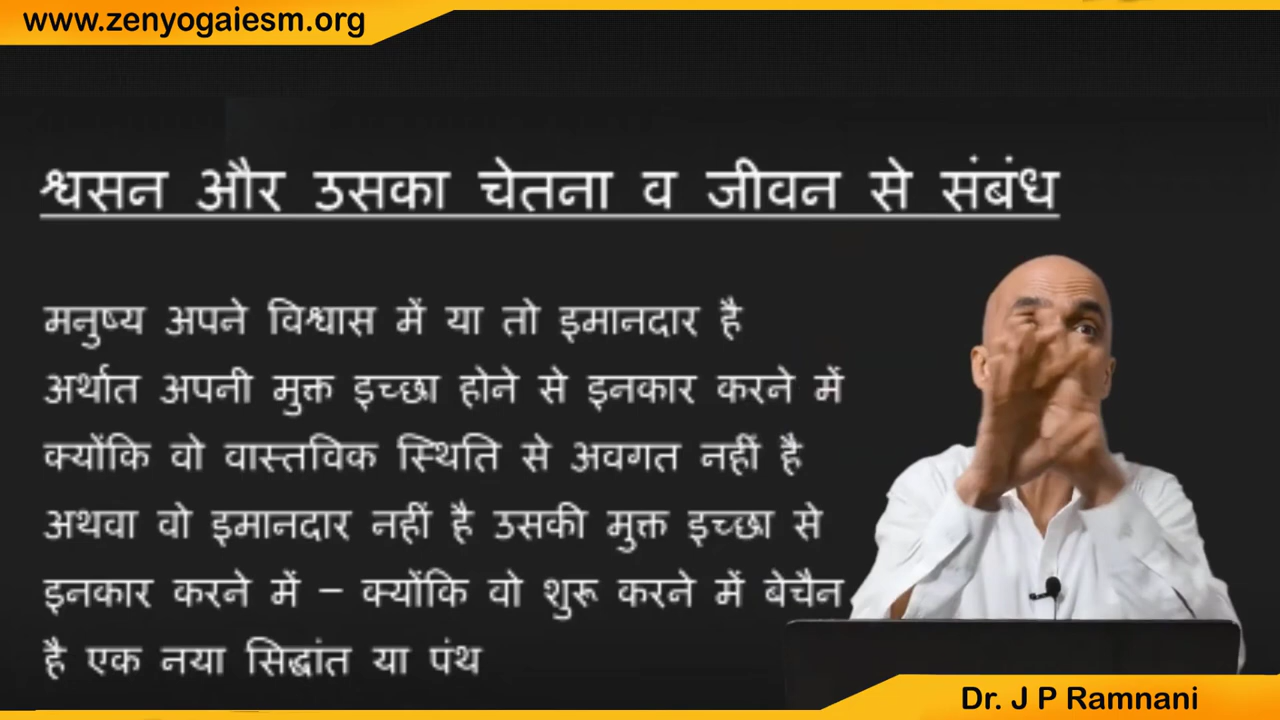 www.zenyogaiesm.org
श्वसन और उसका चेतना व जीवन से संबंध
मनुष्य अपने विश्वास में या तो इमानदार है
अर्थात अपनी मुक्त इच्छा होने से इनकार करने में
क्योंकि वो वास्तविक स्थिति से अवगत नहीं है
अथवा वो इमानदार नहीं है उसकी मुक्त इच्छा से
इनकार करने में – क्योंकि वो शुरू करने में बेचैन
है एक नया सिद्धांत या पंथ
Dr. J P Ramnani